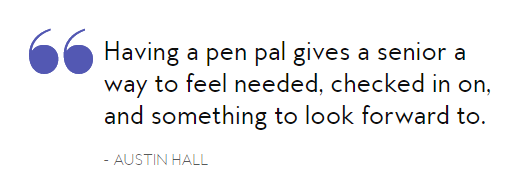 Having a pen pal gives a senior a
way to feel needed, checked in on,
and something to look forward to.
- AUSTIN HALL